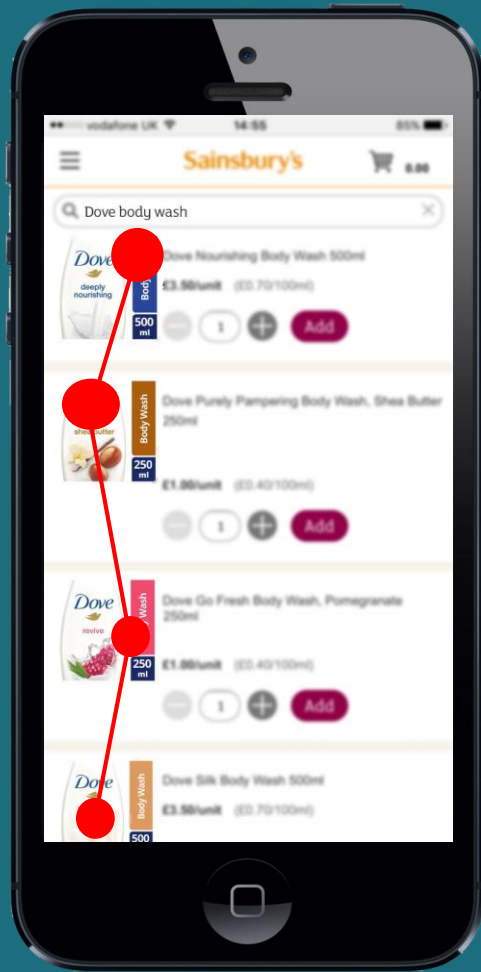 vodafone UK 14:55 85%
Sainsbury's 0.00
Dove body wash
Dove
deeply
nourishing
Body
500
ml
Dove Nourishing Body Wash 500ml
£3.50/unit (£0.70/100ml)
1 Add
shea butter
Body Wash
250
ml
Dove Purely Pampering Body Wash, Shea Butter
250ml
£1.00/unit (£0.40/100ml)
1 Add
Dove
revive
Wash
250
ml
Dove Go Fresh Body Wash, Pomegranate
250ml
£1.00/unit (£0.40/100ml)
1 Add
Dove
Body Wash
500
Dove Silk Body Wash 500ml
£3.50/unit (£0.70/100ml)